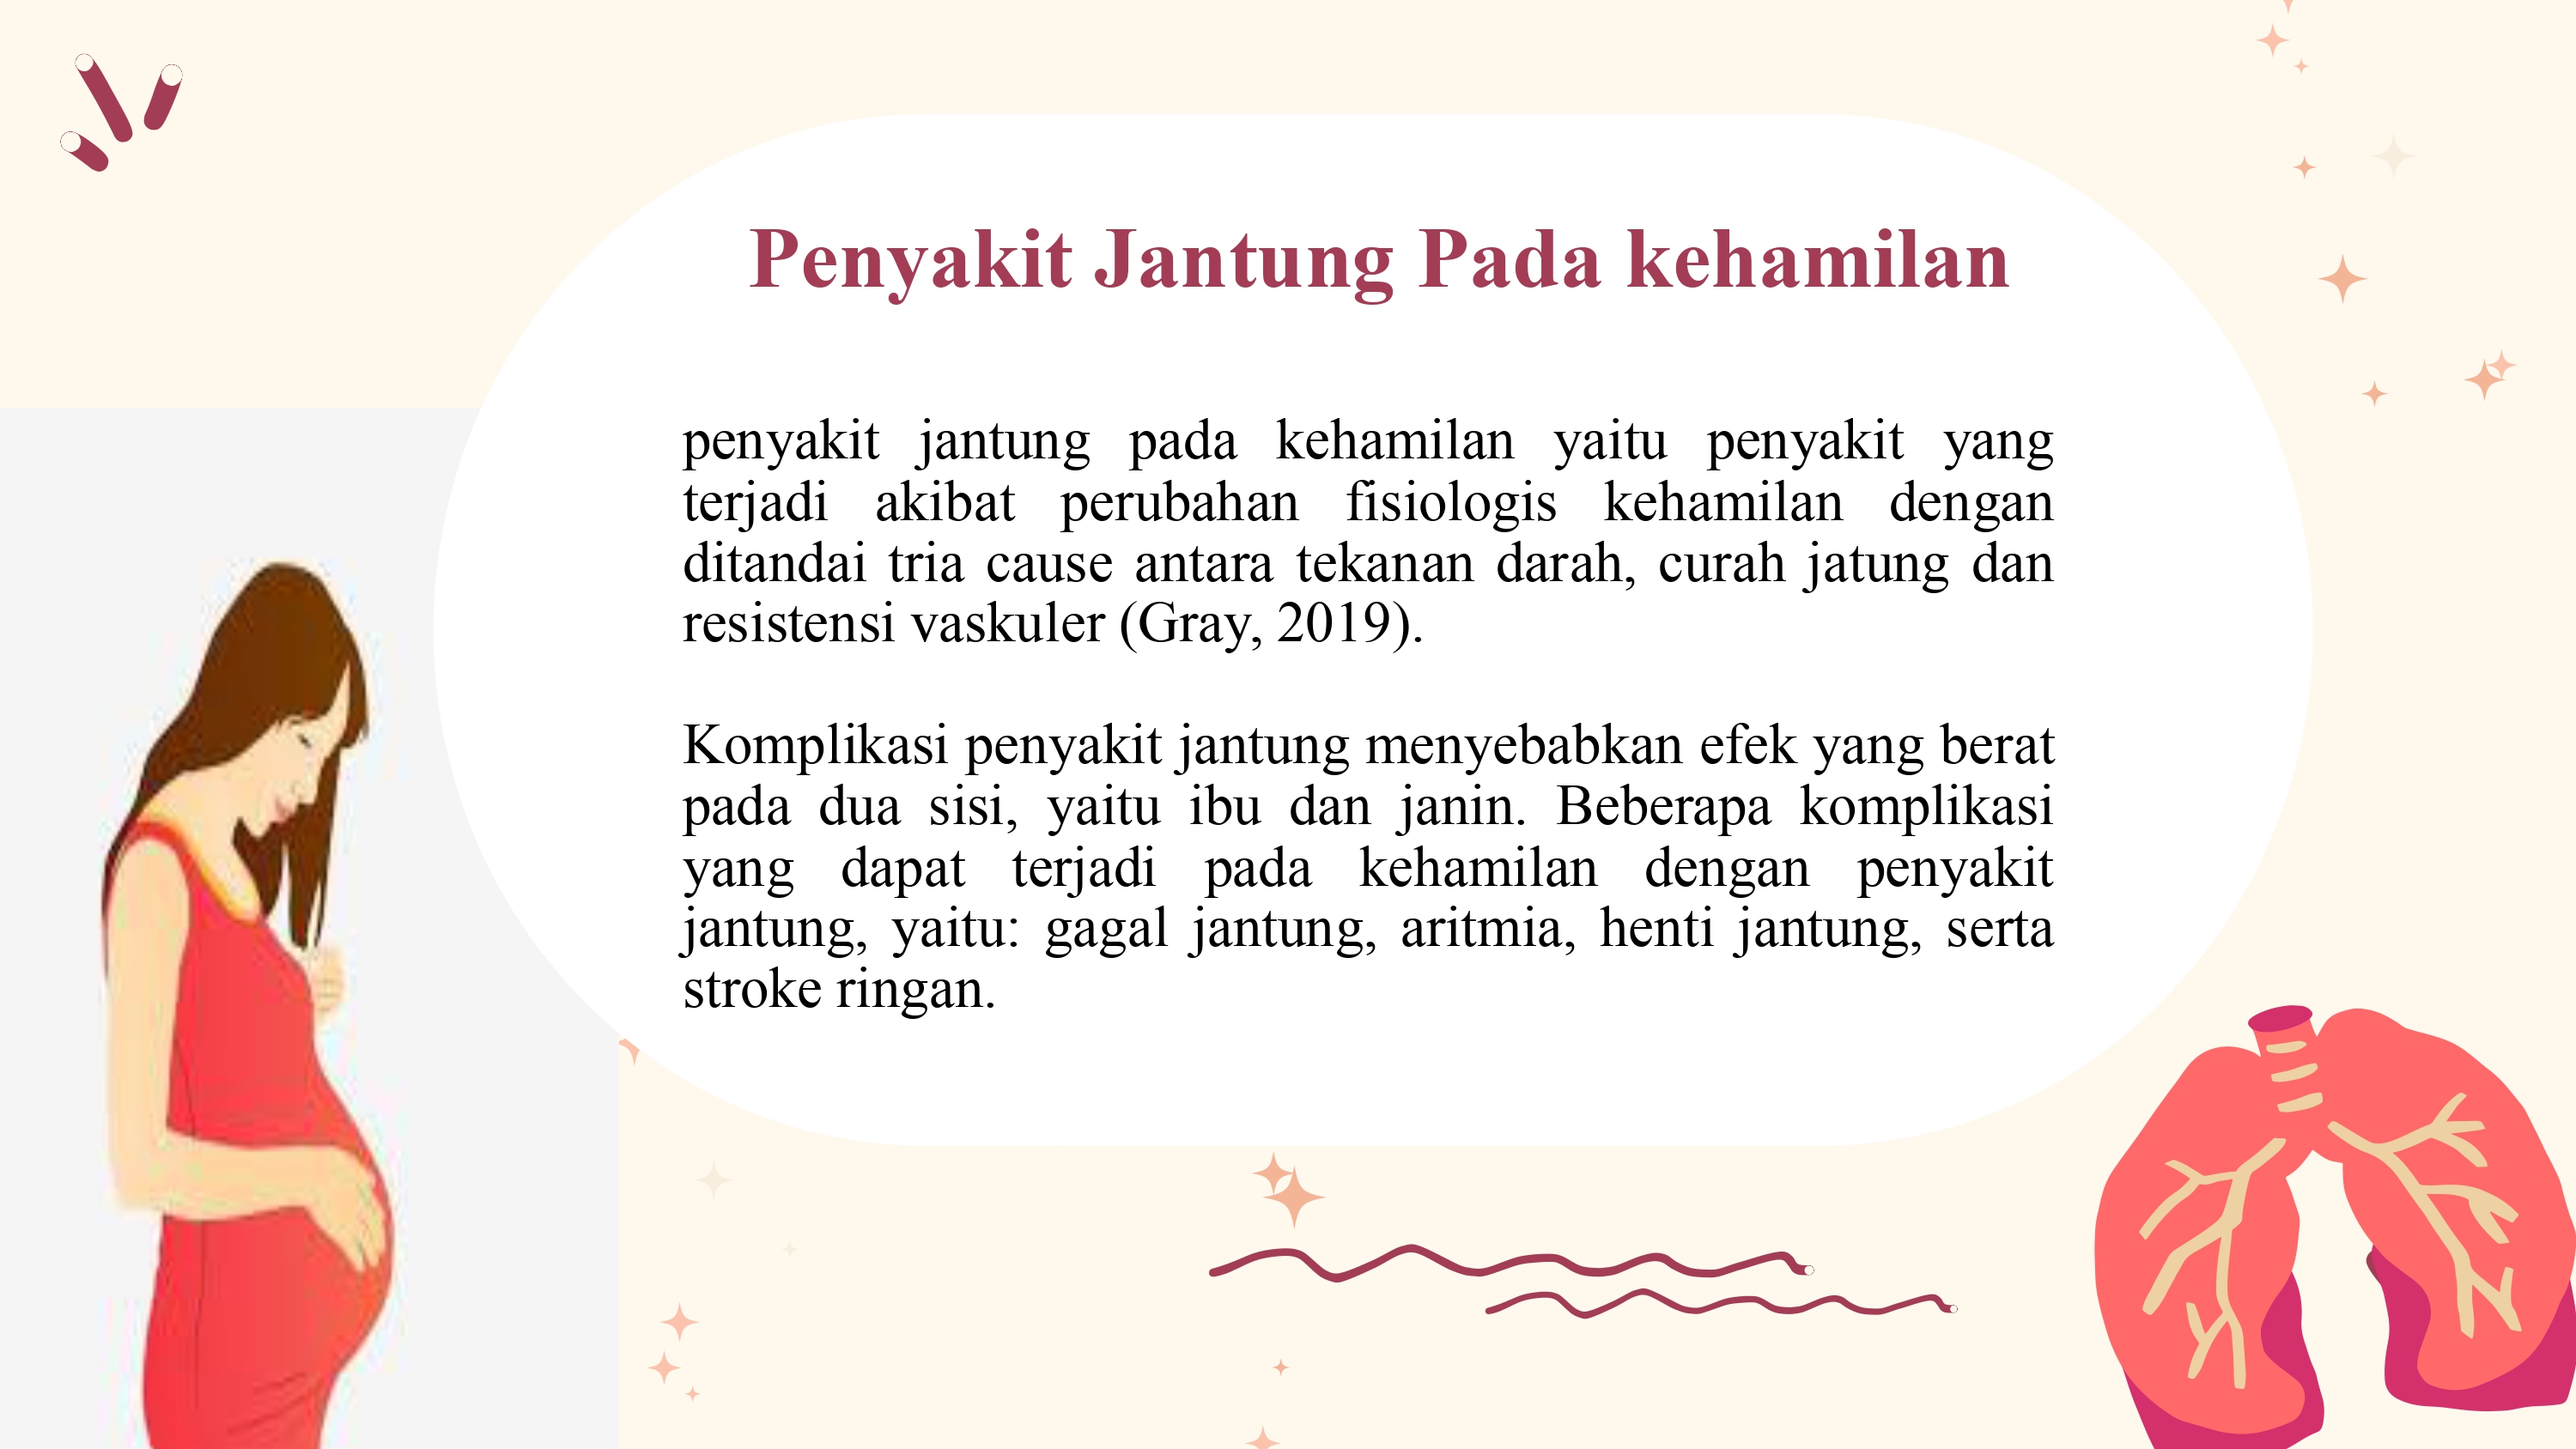 Penyakit Jantung Pada kehamilan
penyakit jantung pada kehamilan yaitu penyakit yang
terjadi akibat perubahan fisiologis kehamilan dengan
ditandai tria cause antara tekanan darah, curah jatung dan
resistensi vaskuler (Gray, 2019).
Komplikasi penyakit jantung menyebabkan efek yang berat
pada dua sisi, yaitu ibu dan janin. Beberapa komplikasi
yang dapat terjadi pada kehamilan dengan penyakit
jantung, yaitu: gagal jantung, aritmia, henti jantung, serta
stroke ringan.